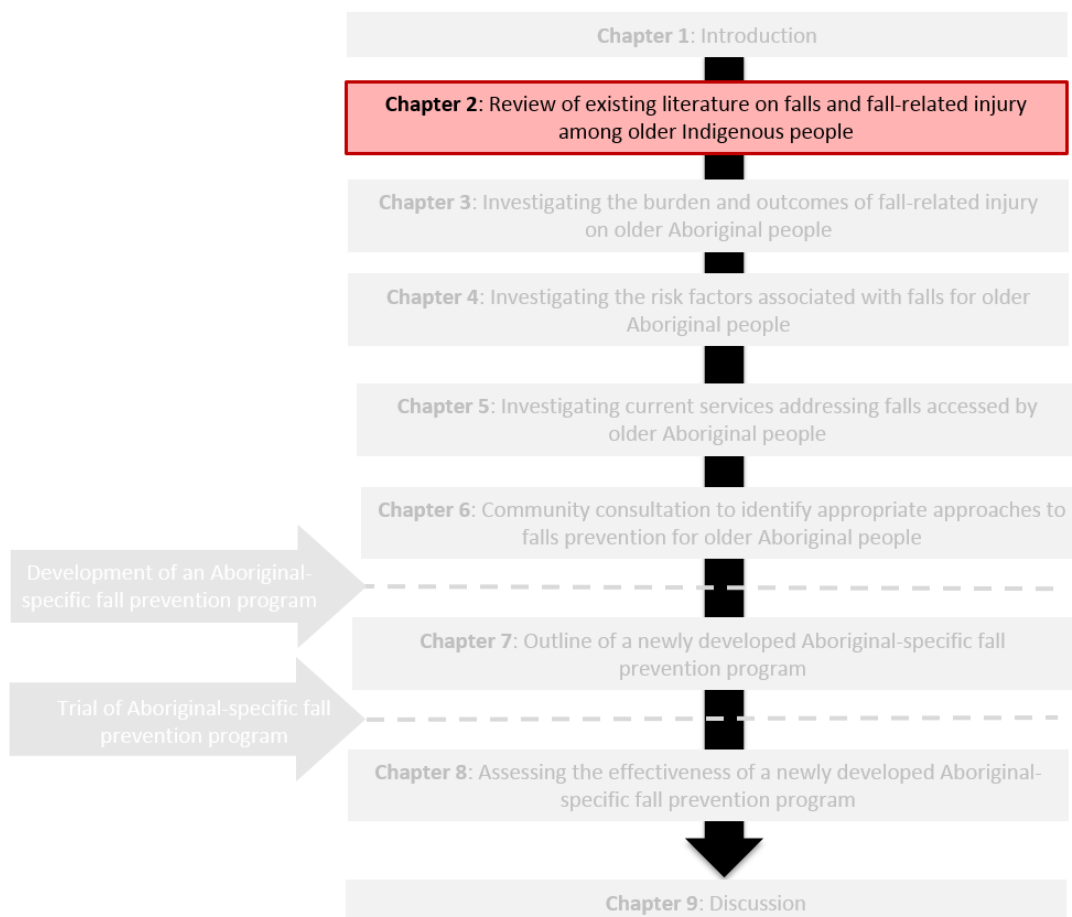 Chapter 1: Introduction
Chapter 2: Review of existing literature on falls and fall-related injury
among older Indigenous people
Chapter 3: Investigating the burden and outcomes of fall-related injury
on older Aboriginal people
Chapter 4: Investigating the risk factors associated with falls for older
Aboriginal people
Chapter 5: Investigating current services addressing falls accessed by
older Aboriginal people
Chapter 6: Community consultation to identify appropriate approaches to
falls prevention for older Aboriginal people
Development of an Aboriginal-
specific fall prevention program
Chapter 7: Outline of a newly developed Aboriginal-specific fall
prevention program
Trial of Aboriginal-specific fall
prevention program
Chapter 8: Assessing the effectiveness of a newly developed Aboriginal-
specific fall prevention program
Chapter 9: Discussion